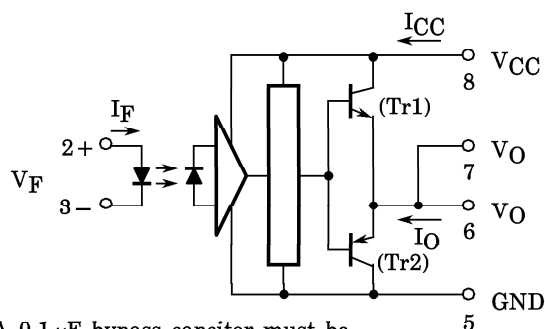 ICC
VCC
8
IF
(Tr1)
2+
VO
7
VF
3−
VO
6
IO
(Tr2)
GND
5
A 0.1 μF bypass capcitor must be